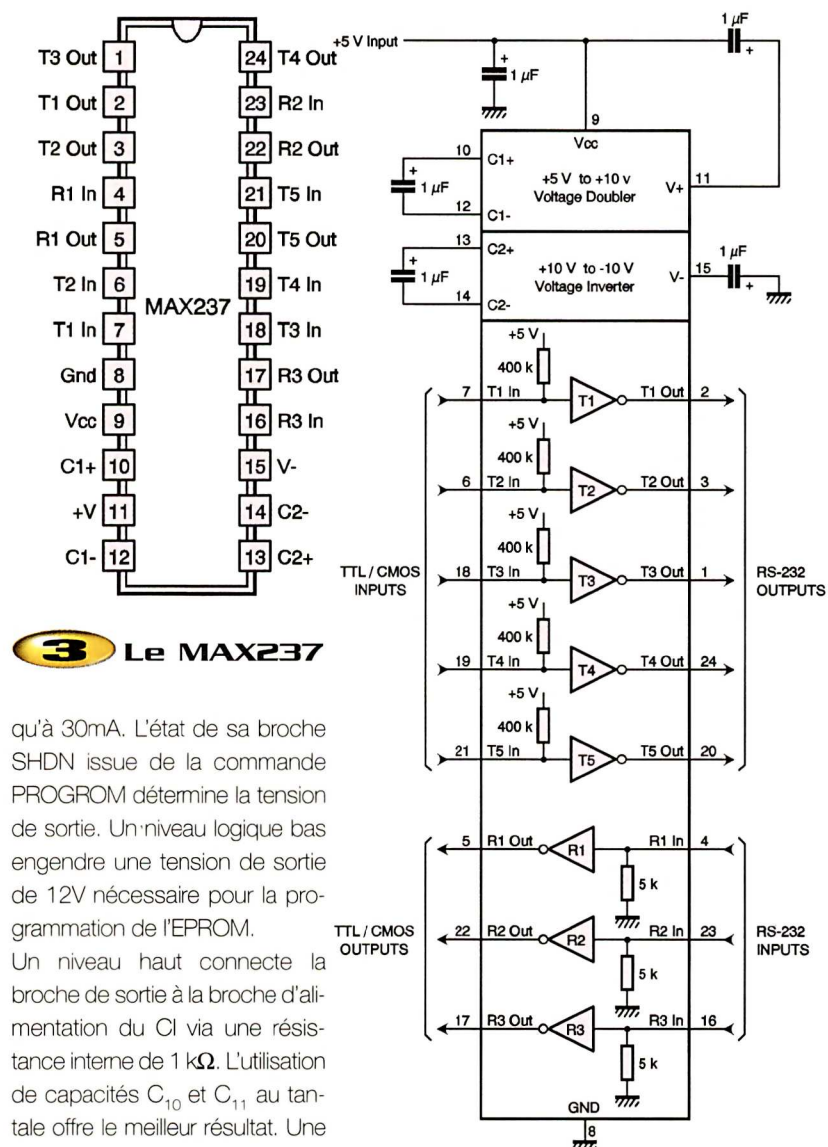 T3 Out 1
T1 Out 2
T2 Out 3
R1 In 4
R1 Out 5
T2 In 6
T1 In 7
Gnd 8
Vcc 9
C1+ 10
+V 11
C1- 12
MAX237
24 T4 Out
23 R2 In
22 R2 Out
21 T5 In
20 T5 Out
19 T4 In
18 T3 In
17 R3 Out
16 R3 In
15 V-
14 C2-
13 C2+
3 Le MAX237
qu'à 30mA. L'état de sa broche
SHDN issue de la commande
PROGROM détermine la tension
de sortie. Un niveau logique bas
engendre une tension de sortie
de 12V nécessaire pour la pro-
grammation de l'EPROM.
Un niveau haut connecte la
broche de sortie à la broche d'ali-
mentation du CI via une résis-
tance interne de 1 kΩ. L'utilisation
de capacités C10 et C11 au tan-
tale offre le meilleur résultat. Une
+5 V Input
+
1 µF
1 µF
+
9
Vcc
10
C1+
+
1 µF
12
C1-
+5 V to +10 v
Voltage Doubler
V+
11
13
C2+
+
1 µF
14
C2-
+10 V to -10 V
Voltage Inverter
V-
15
1 µF
+
+5 V
400 k
7 T1 In T1 T1 Out 2
+5 V
400 k
6 T2 In T2 T2 Out 3
+5 V
400 k
18 T3 In T3 T3 Out 1
+5 V
400 k
19 T4 In T4 T4 Out 24
+5 V
400 k
21 T5 In T5 T5 Out 20
TTL / CMOS
INPUTS
RS-232
OUTPUTS
5 R1 Out R1 R1 In 4
5 k
22 R2 Out R2 R2 In 23
5 k
17 R3 Out R3 R3 In 16
5 k
TTL / CMOS
OUTPUTS
RS-232
INPUTS
GND
8